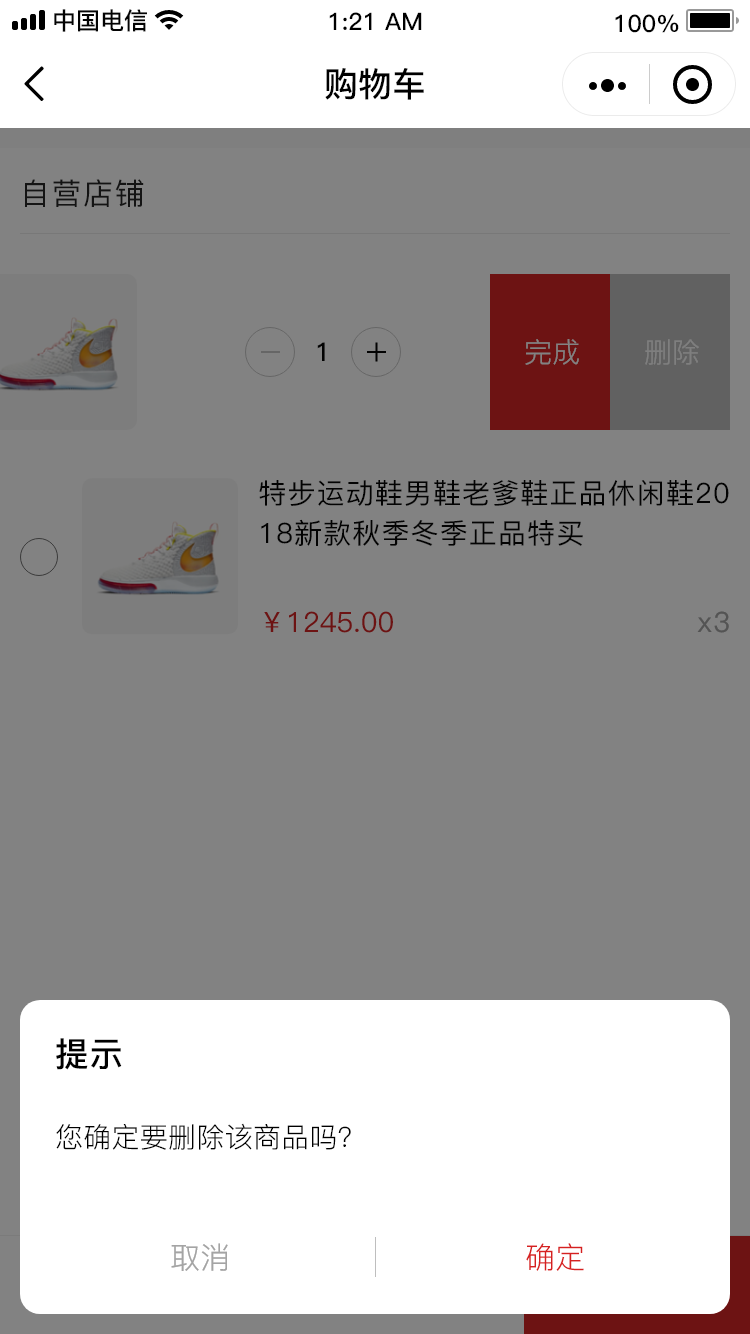 中国电信 1:21 AM 100%
购物车
自营店铺
1 完成 删除
特步运动鞋男鞋老爹鞋正品休闲鞋20
18新款秋季冬季正品特买
￥1245.00 x3
提示
您确定要删除该商品吗?
取消 确定